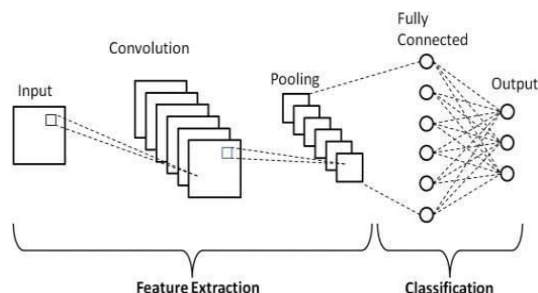 Fully
Connected
Convolution
Pooling
Output
Input
Feature Extraction
Classification